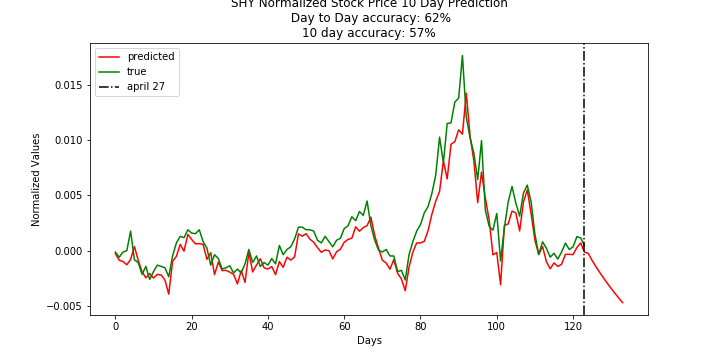 SHY Normalized Stock Price 10 Day Prediction
Day to Day accuracy: 62%
10 day accuracy: 57%
predicted
true
april 27
Normalized Values
0.015
0.010
0.005
0.000
−0.005
0
20
40
60
80
100
120
Days